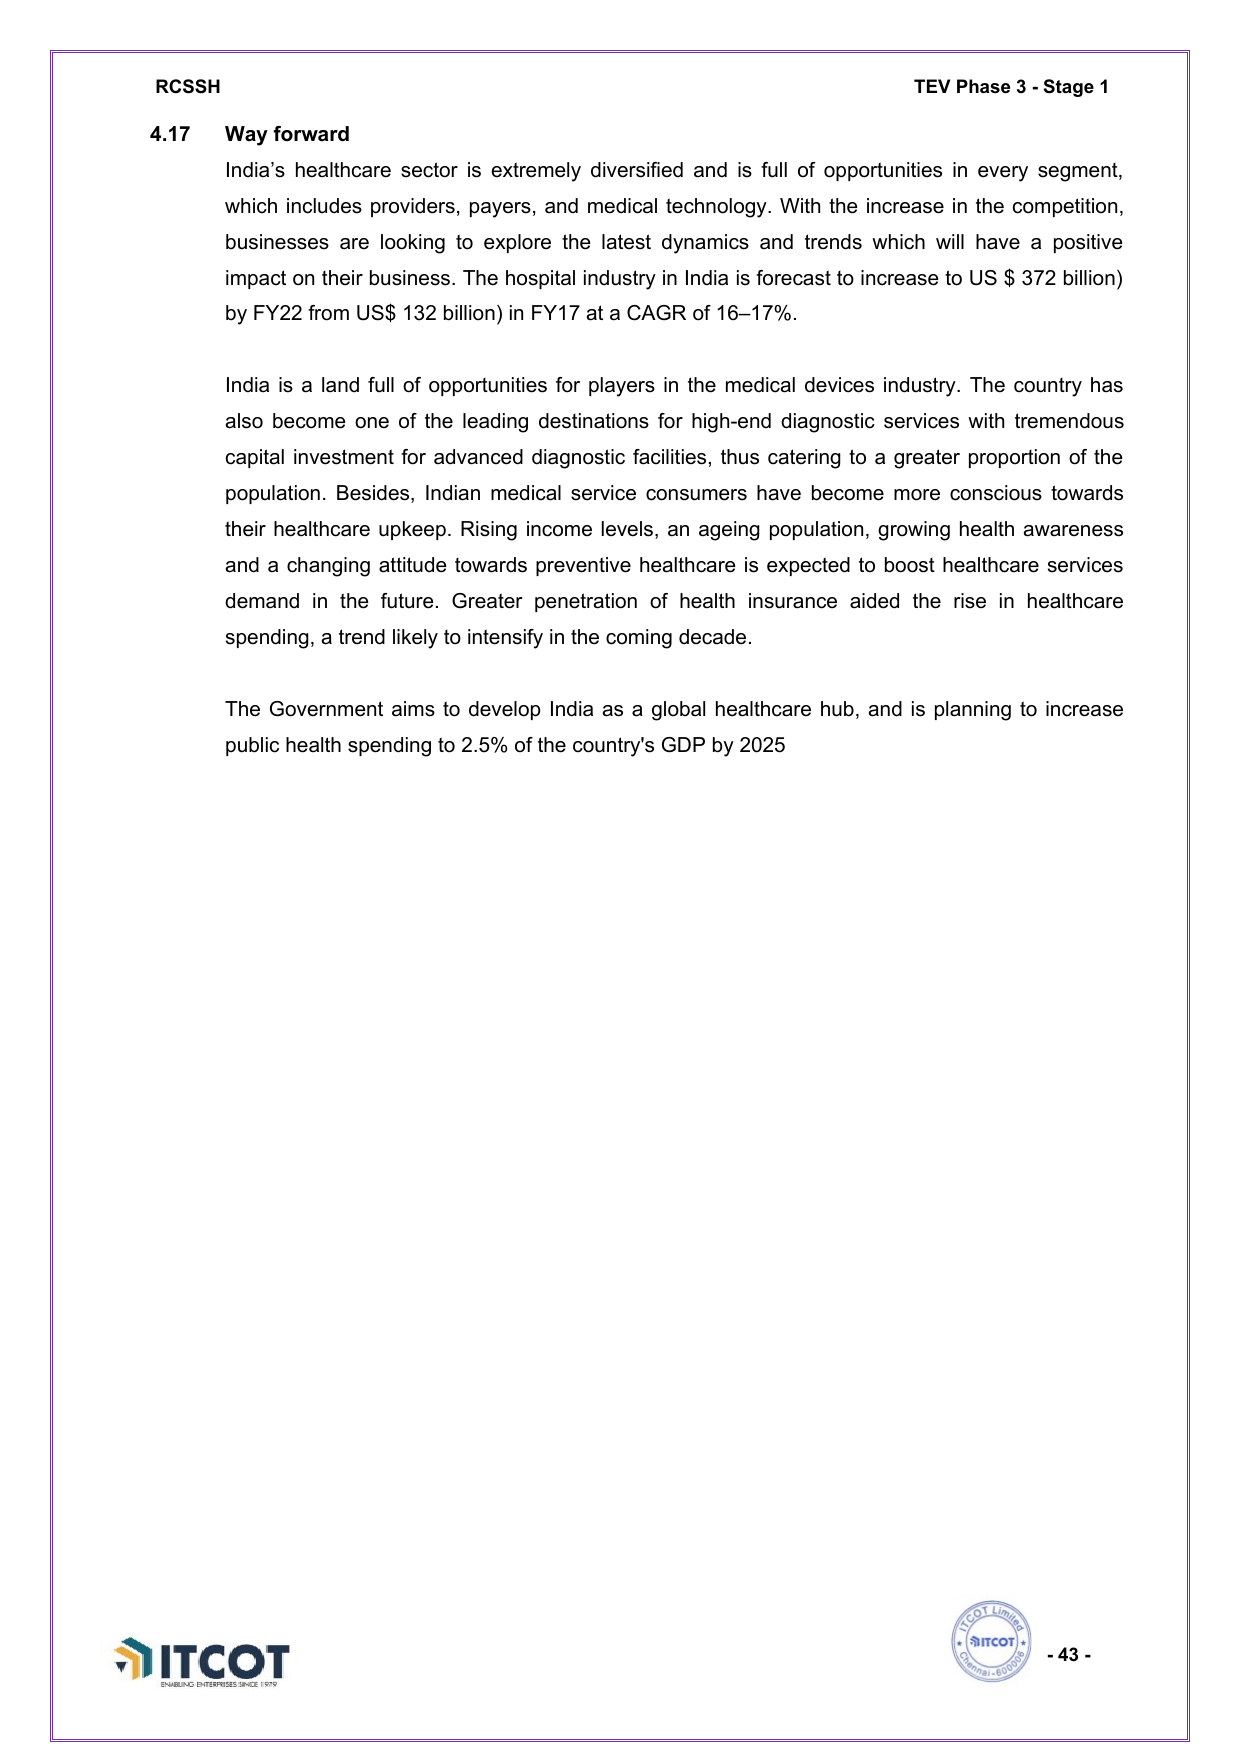 RCSSH TEV Phase 3 - Stage 1
4.17 Way forward
India’s healthcare sector is extremely diversified and is full of opportunities in every segment,
which includes providers, payers, and medical technology. With the increase in the competition,
businesses are looking to explore the latest dynamics and trends which will have a positive
impact on their business. The hospital industry in India is forecast to increase to US $ 372 billion)
by FY22 from US$ 132 billion) in FY17 at a CAGR of 16–17%.
India is a land full of opportunities for players in the medical devices industry. The country has
also become one of the leading destinations for high-end diagnostic services with tremendous
capital investment for advanced diagnostic facilities, thus catering to a greater proportion of the
population. Besides, Indian medical service consumers have become more conscious towards
their healthcare upkeep. Rising income levels, an ageing population, growing health awareness
and a changing attitude towards preventive healthcare is expected to boost healthcare services
demand in the future. Greater penetration of health insurance aided the rise in healthcare
spending, a trend likely to intensify in the coming decade.
The Government aims to develop India as a global healthcare hub, and is planning to increase
public health spending to 2.5% of the country's GDP by 2025
ITCOT Limited
ITCOT
Chennai-600006
- 43 -
ITCOT
ENABLING ENTERPRISES SINCE 1979